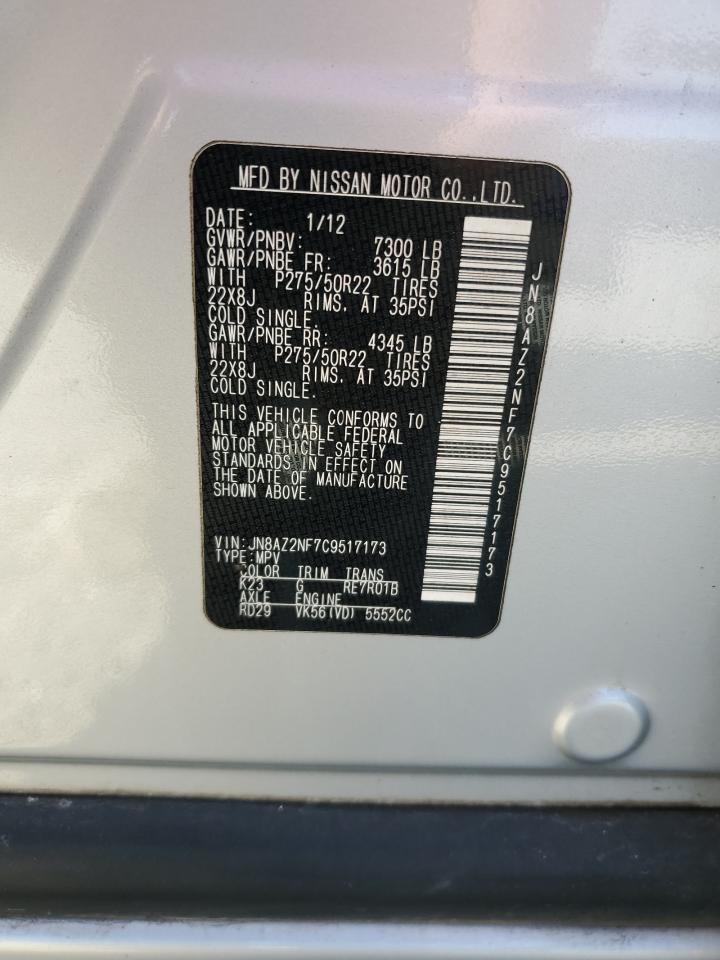 MFD BY NISSAN MOTOR CO.,LTD.
DATE: 1/12
GVWR/PNBV: 7300 LB
GAWR/PNBE FR: 3615 LB
WITH P275/50R22 TIRES
22X8J RIMS. AT 35PSI
COLD SINGLE.
GAWR/PNBE RR: 4345 LB
WITH P275/50R22 TIRES
22X8J RIMS. AT 35PSI
COLD SINGLE.
THIS VEHICLE CONFORMS TO
ALL APPLICABLE FEDERAL
MOTOR VEHICLE SAFETY
STANDARDS IN EFFECT ON
THE DATE OF MANUFACTURE
SHOWN ABOVE.
VIN:JN8AZ2NF7C9517173
TYPE:MPV
COLOR TRIM TRANS
K23 G RE7R01B
AXLE ENGINE
RD29 VK56(VD) 5552CC
JN8AZ2NF7C9517173